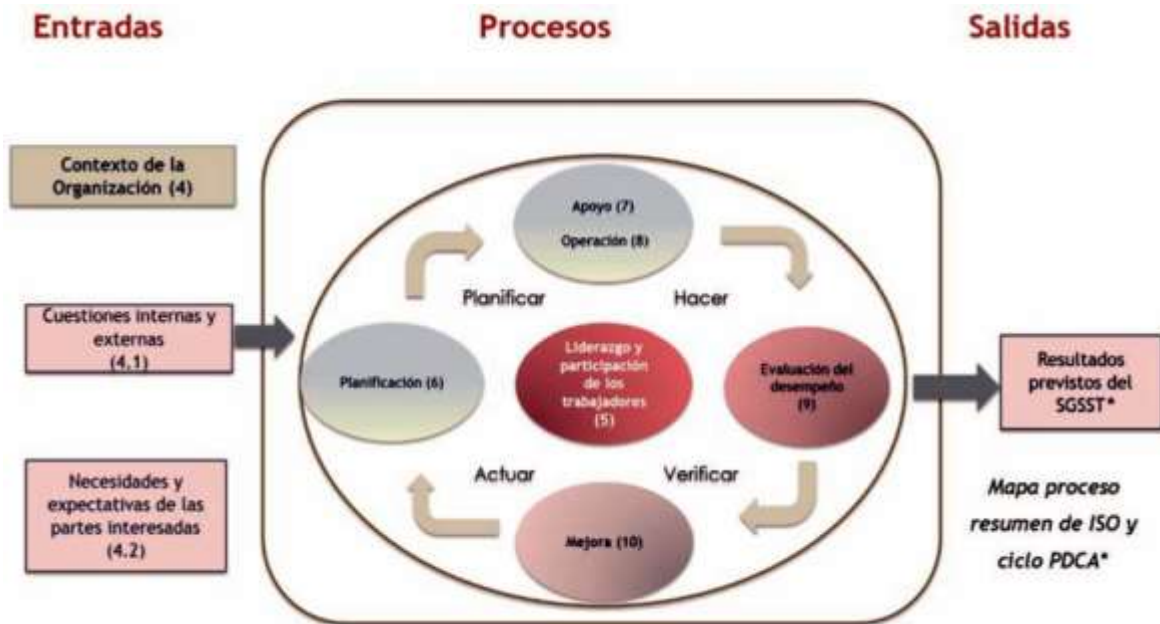 Entradas
Procesos
Salidas
Contexto de la
Organización (4)
Cuestiones internas y
externas
(4.1)
Necesidades y
expectativas de las
partes interesadas
(4.2)
Apoyo (7)
Operación (8)
Planificar
Hacer
Planificación (6)
Liderazgo y
participación
de los
trabajadores
(5)
Evaluación del
desempeño
(9)
Actuar
Verificar
Mejora (10)
Resultados
previstos del
SGSST*
Mapa proceso
resumen de ISO y
ciclo PDCA*